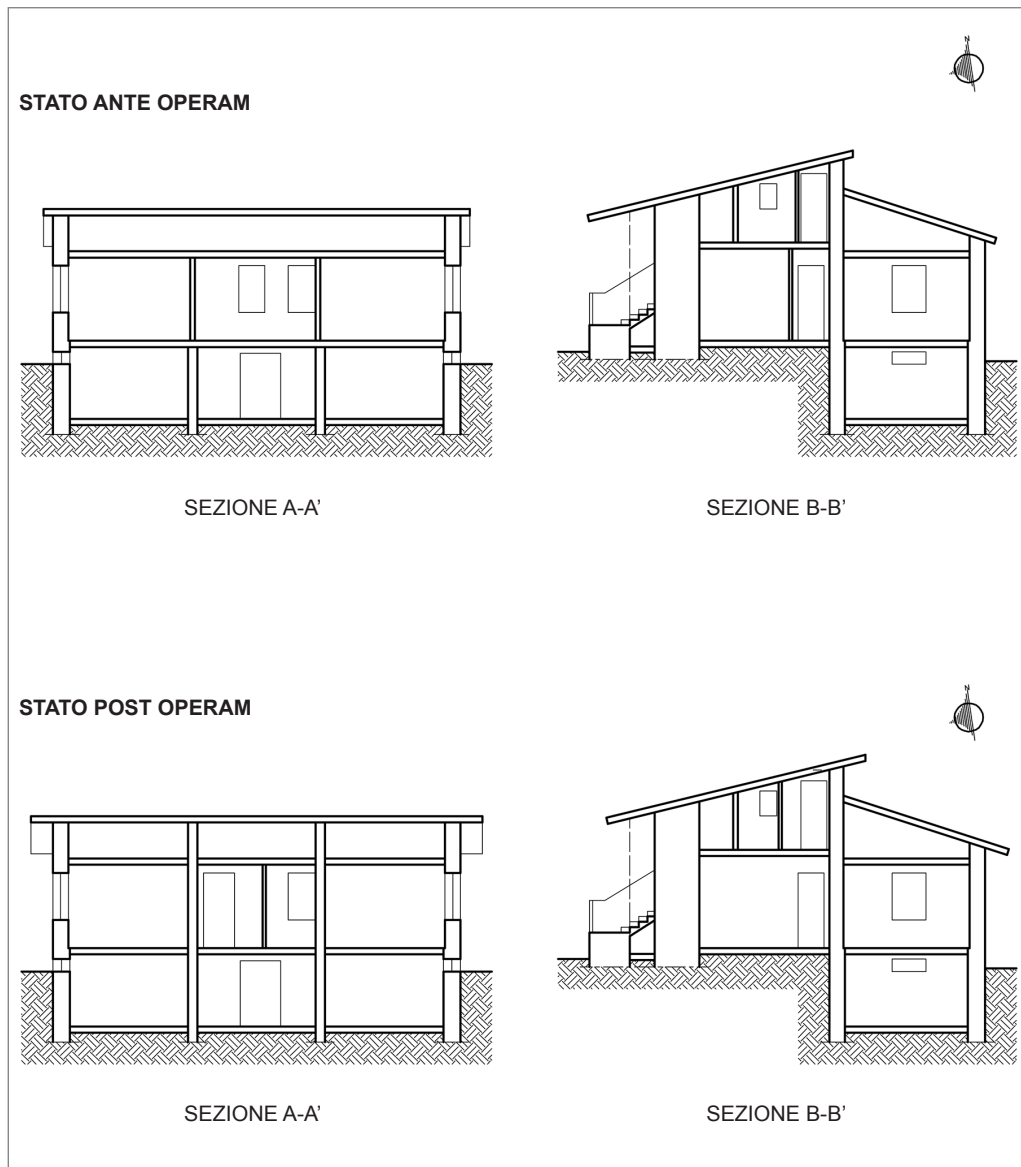 N
STATO ANTE OPERAM
SEZIONE A-A'
SEZIONE B-B'
N
STATO POST OPERAM
SEZIONE A-A'
SEZIONE B-B'